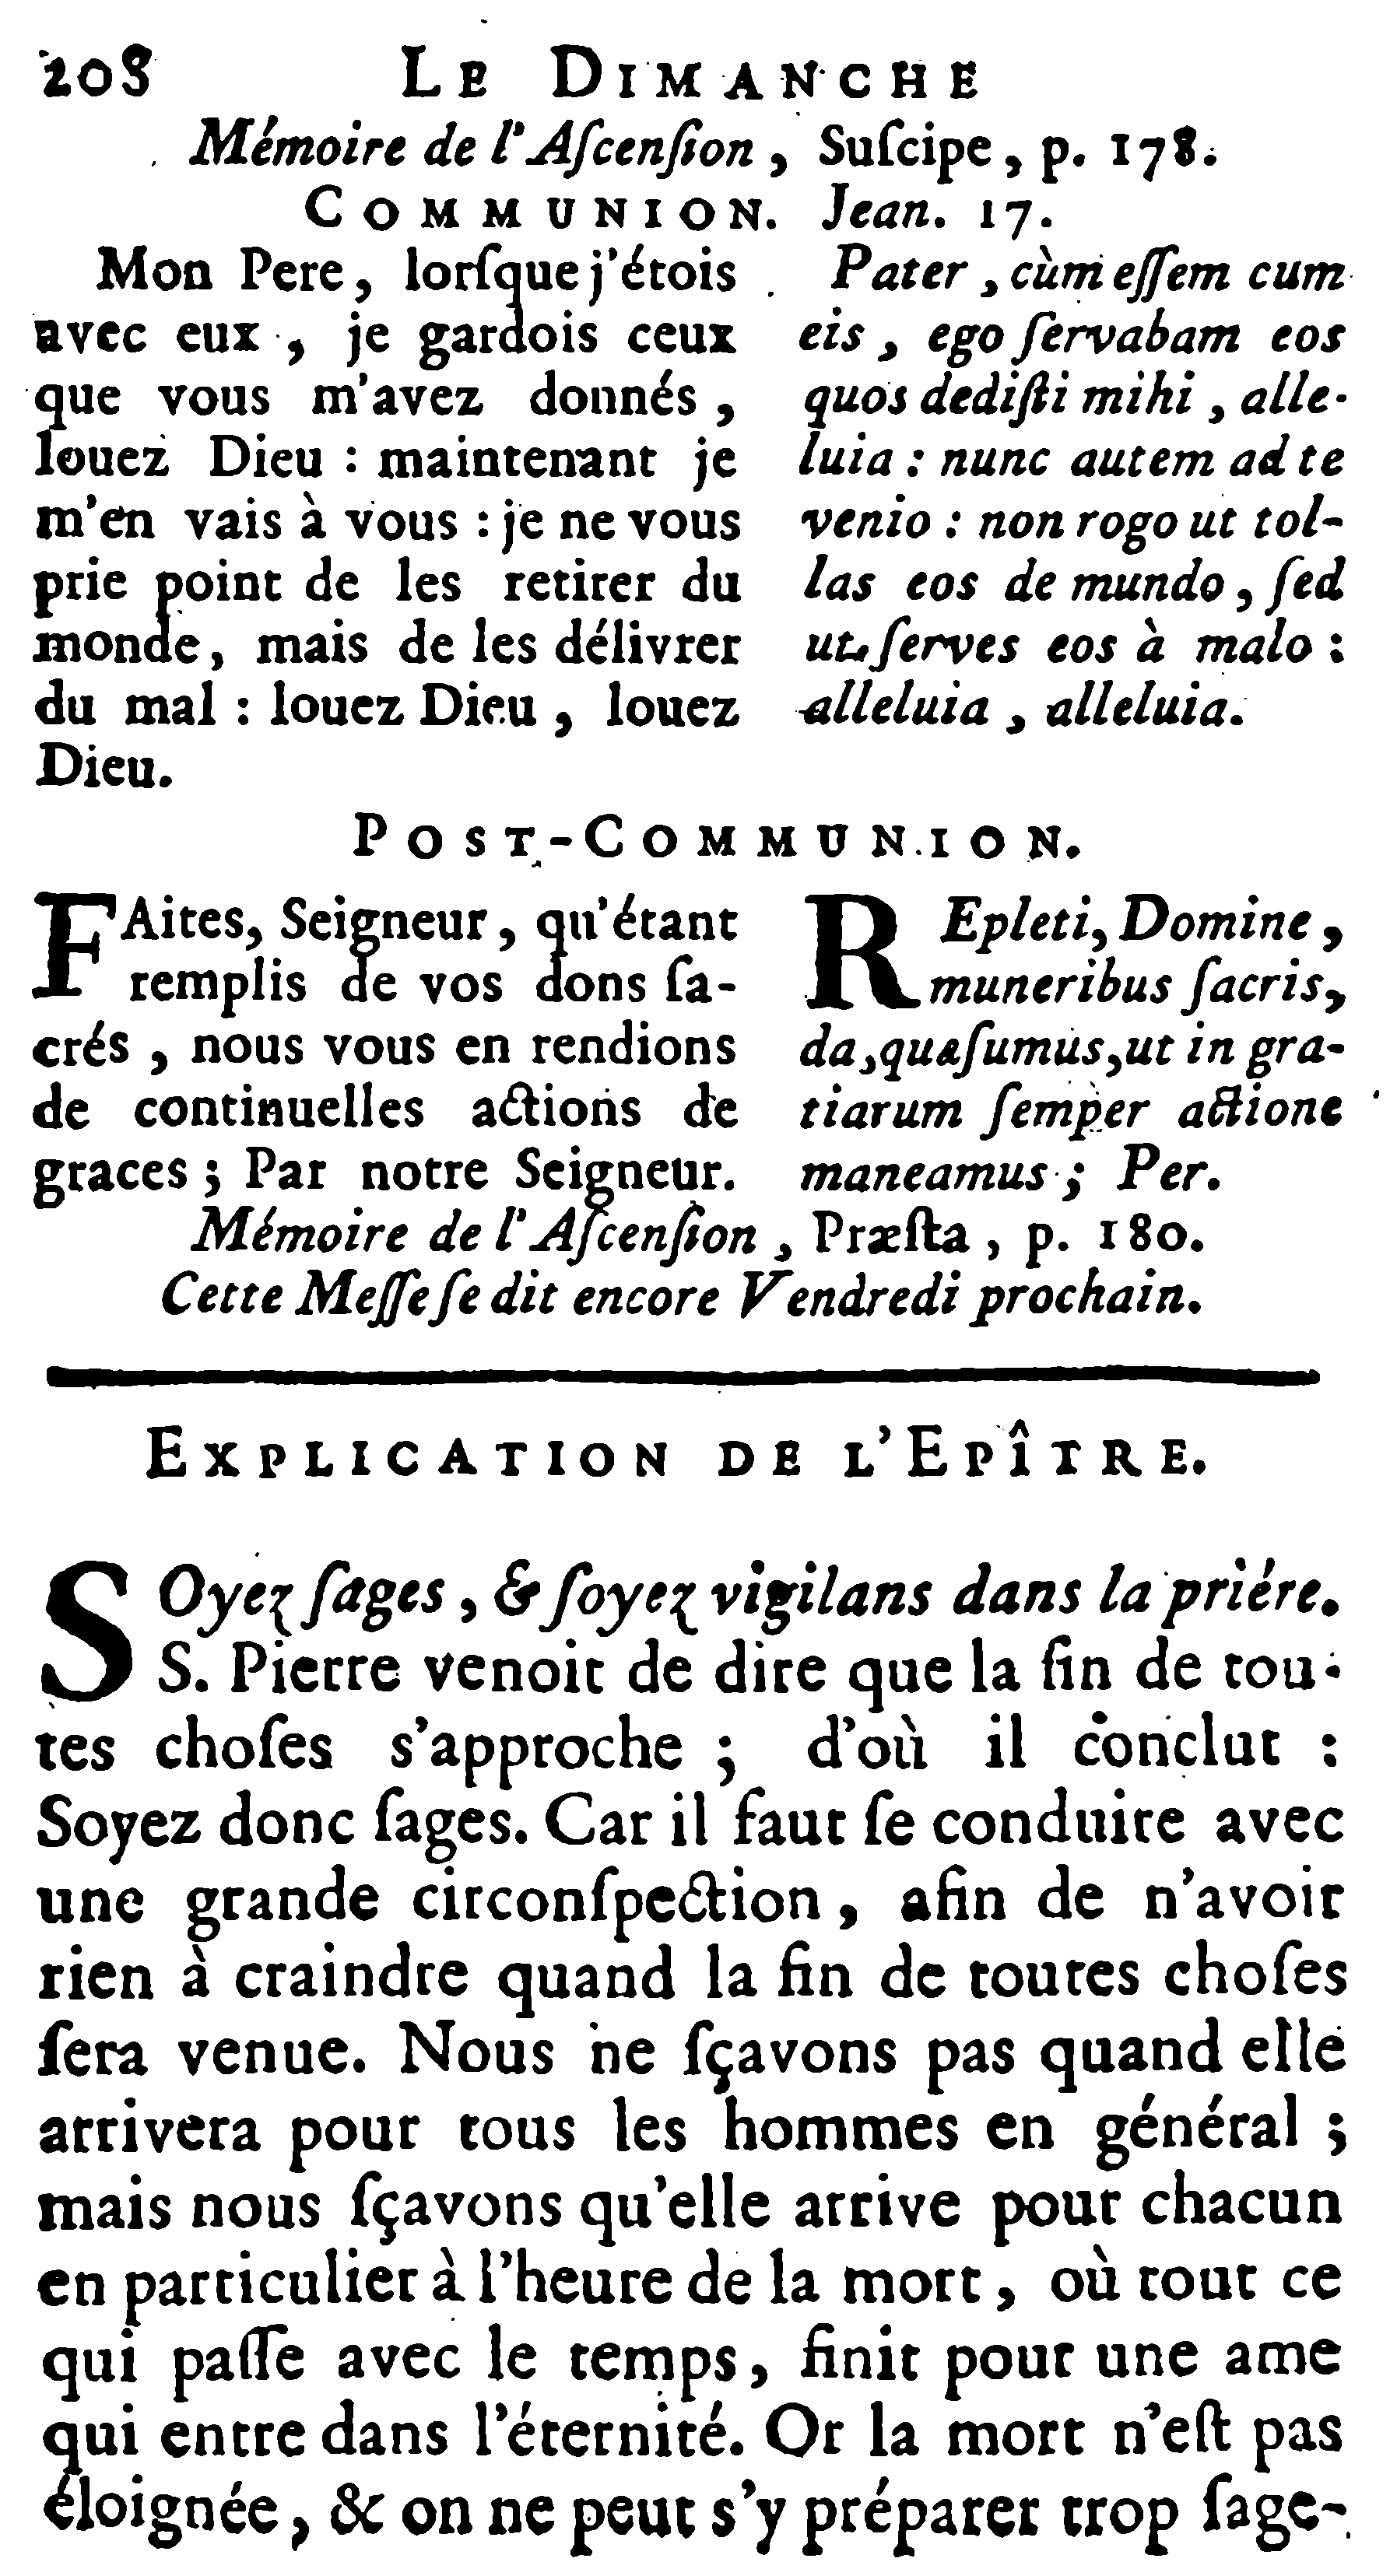 208 LE DIMANCHE
Mémoire de l'Aſcenſion, Suſcipe, p. 178.
COMMUNION. Jean. 17.
Mon Pere, lorſque j'étois
avec eux, je gardois ceux
que vous m'avez donnés,
louez Dieu : maintenant je
m'en vais à vous : je ne vous
prie point de les retirer du
monde, mais de les délivrer
du mal : louez Dieu, louez
Dieu.
Pater, cùm eſſem cum
eis, ego ſervabam eos
quos dediſti mihi, alle-
luia : nunc autem ad te
venio : non rogo ut tol-
las eos de mundo, ſed
ut ſerves eos à malo :
alleluia, alleluia.
POST-COMMUNION.
FAites, Seigneur, qu'étant
remplis de vos dons ſa-
crés, nous vous en rendions
de continuelles actions de
graces ; Par notre Seigneur.
REpleti, Domine,
muneribus ſacris,
da, quæſumus, ut in gra-
tiarum ſempèr actione
maneamus ; Per.
Mémoire de l'Aſcenſion, Præſta, p. 180.
Cette Meſſe ſe dit encore Vendredi prochain.
EXPLICATION DE L'EPÎTRE.
SOyez ſages, & ſoyez vigilans dans la priére.
S. Pierre venoit de dire que la fin de tou-
tes choſes s'approche ; d'où il conclut :
Soyez donc ſages. Car il faut ſe conduire avec
une grande circonſpection, afin de n'avoir
rien à craindre quand la fin de toutes choſes
ſera venue. Nous ne ſçavons pas quand elle
arrivera pour tous les hommes en général ;
mais nous ſçavons qu'elle arrive pour chacun
en particulier à l'heure de la mort, où tout ce
qui paſſe avec le temps, finit pour une ame
qui entre dans l'éternité. Or la mort n'eſt pas
éloignée, & on ne peut s'y préparer trop ſage-